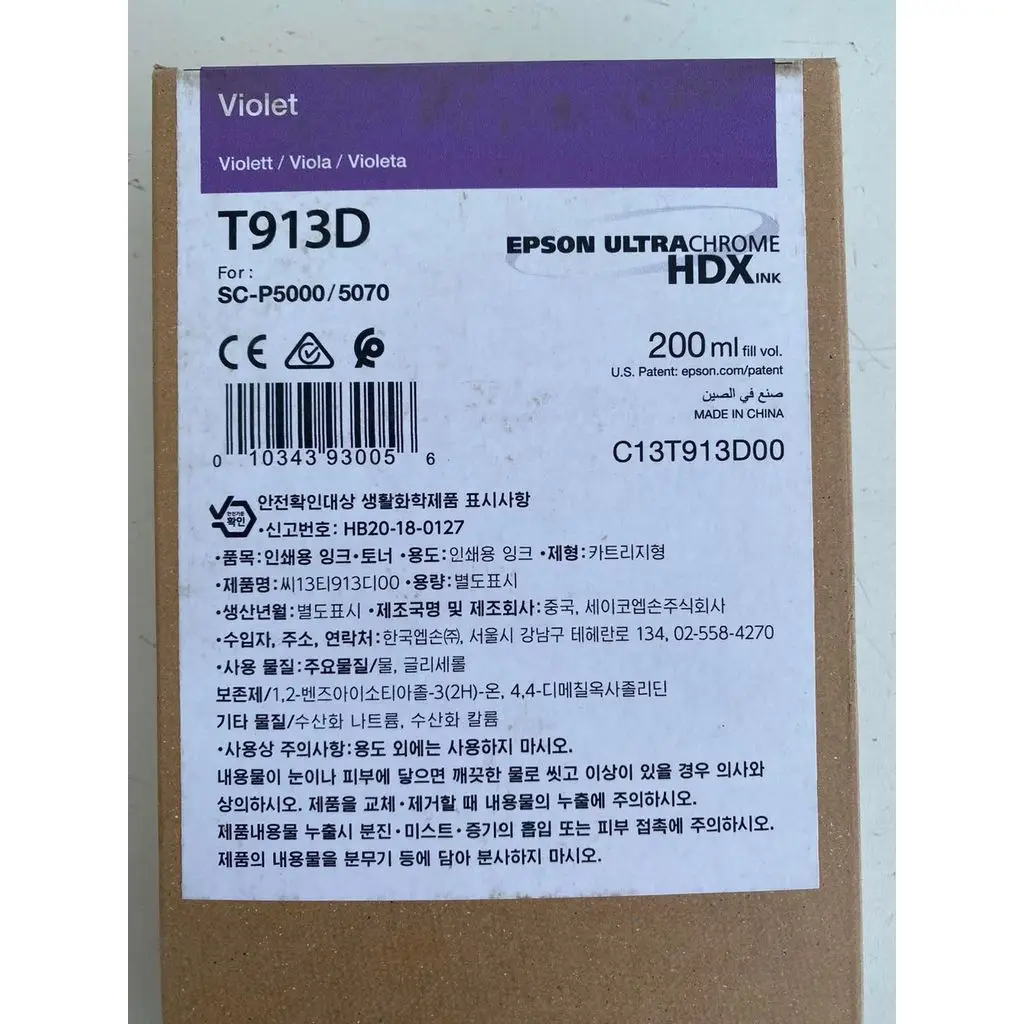 Violet
Violett / Viola / Violeta
T913D
For :
SC-P5000/5070
EPSON ULTRACHROME
HDX INK
200 ml fill vol.
U.S. Patent: epson.com/patent
صنع في الصين
MADE IN CHINA
C13T913D00
0 10343 93005 6
안전기준
확인
안전확인대상 생활화학제품 표시사항
•신고번호: HB20-18-0127
•품목:인쇄용 잉크•토너 •용도:인쇄용 잉크 •제형:카트리지형
•제품명:씨13티913디00 •용량:별도표시
•생산년월:별도표시 •제조국명 및 제조회사:중국, 세이코엡손주식회사
•수입자, 주소, 연락처:한국엡손㈜, 서울시 강남구 테헤란로 134, 02-558-4270
•사용 물질:주요물질/물, 글리세롤
보존제/1,2-벤즈아이소티아졸-3(2H)-온, 4,4-디메칠옥사졸리딘
기타 물질/수산화 나트륨, 수산화 칼륨
•사용상 주의사항:용도 외에는 사용하지 마시오.
내용물이 눈이나 피부에 닿으면 깨끗한 물로 씻고 이상이 있을 경우 의사와
상의하시오. 제품을 교체•제거할 때 내용물의 누출에 주의하시오.
제품내용물 누출시 분진•미스트•증기의 흡입 또는 피부 접촉에 주의하시오.
제품의 내용물을 분무기 등에 담아 분사하지 마시오.